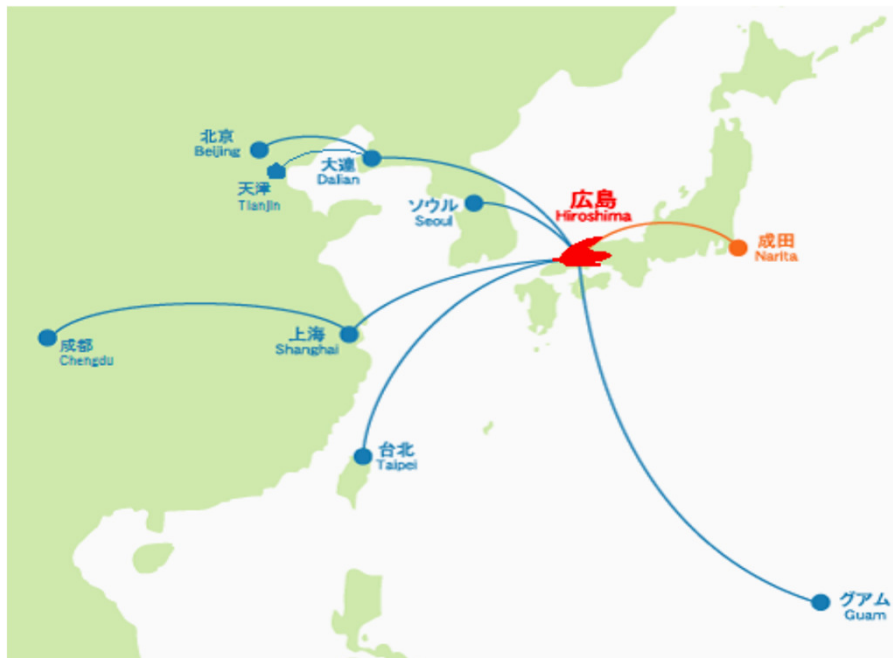 北京
Beijing
天津
Tianjin
大連
Dalian
ソウル
Seoul
広島
Hiroshima
成田
Narita
成都
Chengdu
上海
Shanghai
台北
Taipei
グアム
Guam